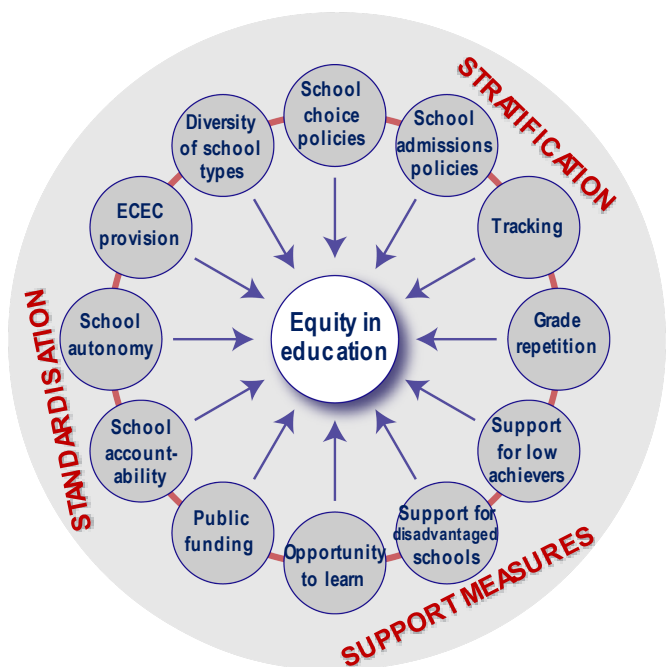 STRATIFICATION
School
choice
policies
School
admissions
policies
Tracking
Grade
repetition
Support
for low
achievers
Support for
disadvantaged
schools
Opportunity
to learn
Public
funding
School
account-
ability
School
autonomy
ECEC
provision
Diversity
of school
types
Equity in
education
STANDARDISATION
SUPPORT MEASURES